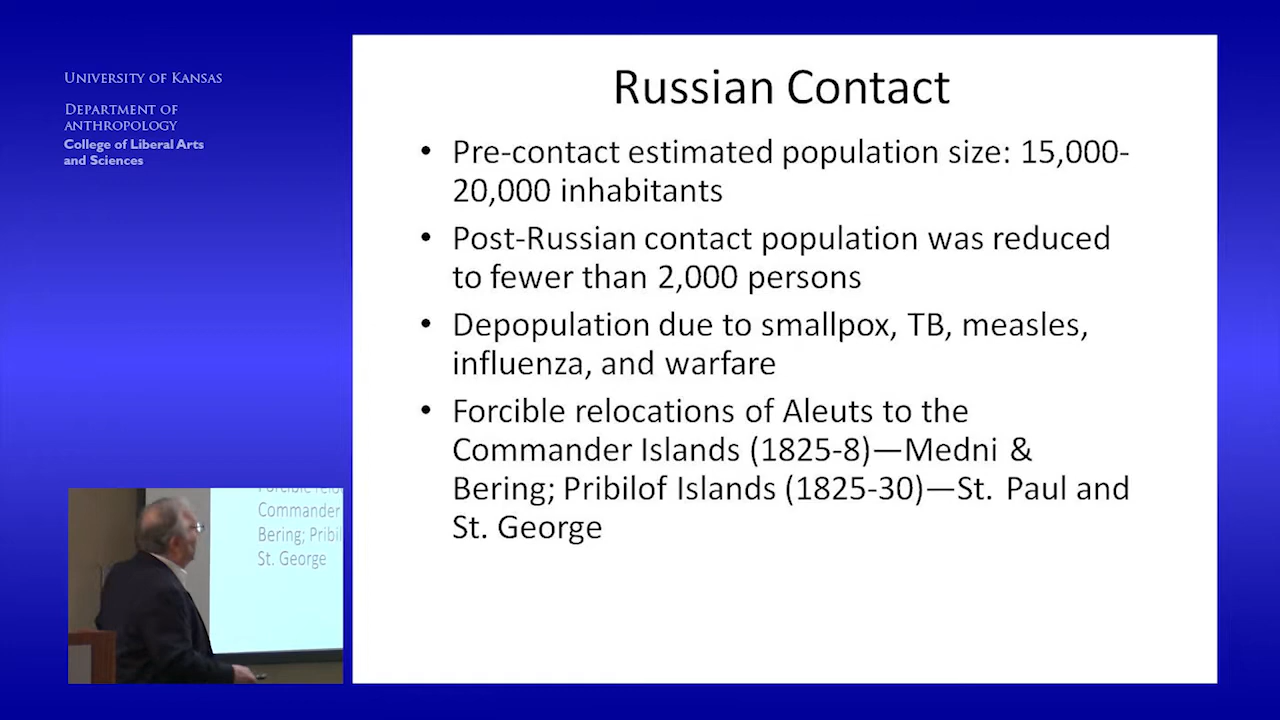 UNIVERSITY OF KANSAS
DEPARTMENT OF
ANTHROPOLOGY
College of Liberal Arts
and Sciences
Russian Contact
• Pre-contact estimated population size: 15,000-
20,000 inhabitants
• Post-Russian contact population was reduced
to fewer than 2,000 persons
• Depopulation due to smallpox, TB, measles,
influenza, and warfare
• Forcible relocations of Aleuts to the
Commander Islands (1825-8)—Medni &
Bering; Pribilof Islands (1825-30)—St. Paul and
St. George
Forcible relo
Commander
Bering; Pribil
St. George